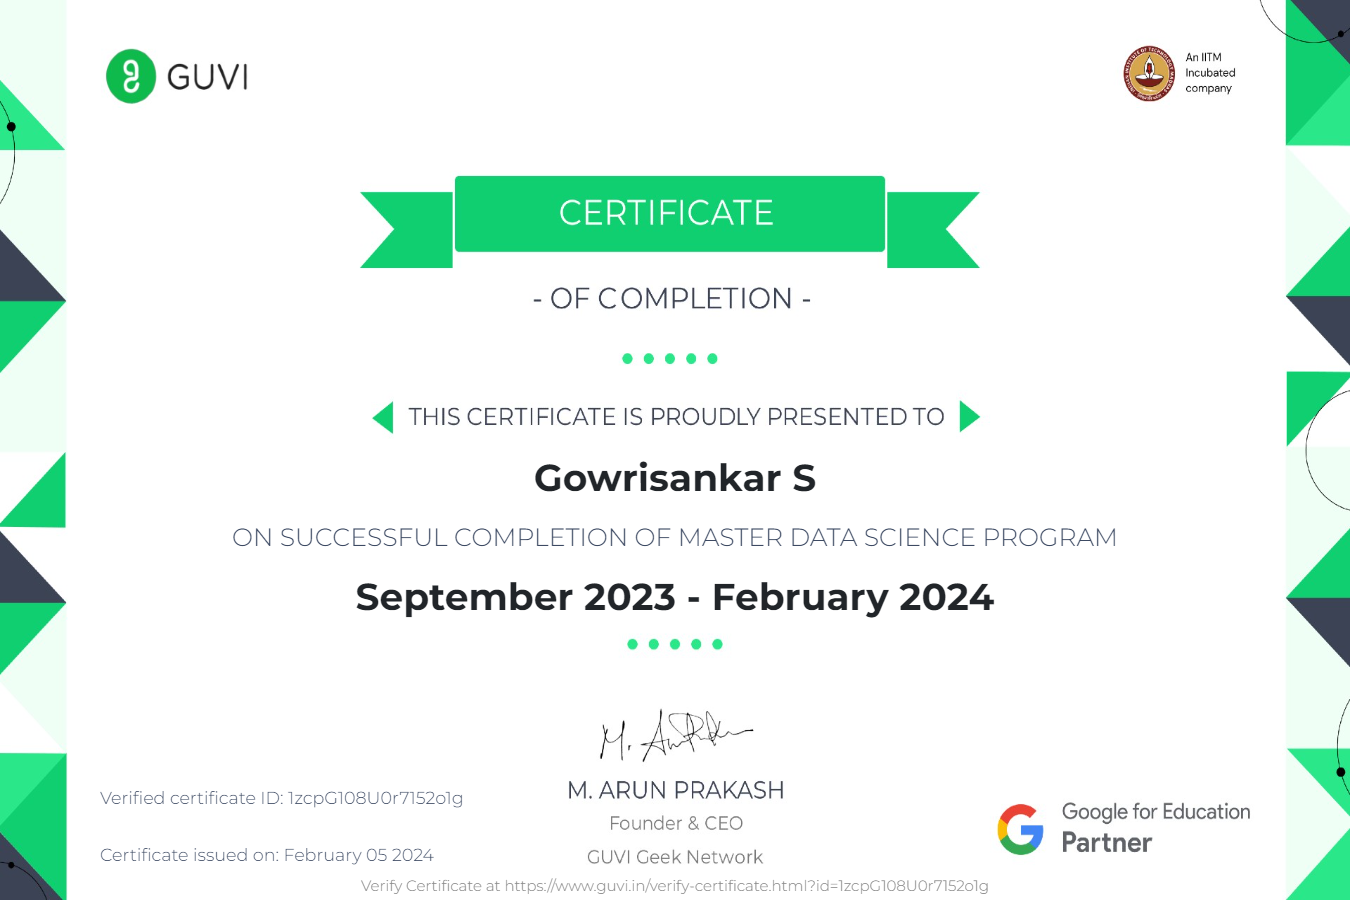 GUVI
An IITM
Incubated
company
CERTIFICATE
- OF COMPLETION -
THIS CERTIFICATE IS PROUDLY PRESENTED TO
Gowrisankar S
ON SUCCESSFUL COMPLETION OF MASTER DATA SCIENCE PROGRAM
September 2023 - February 2024
M. ARUN PRAKASH
Founder & CEO
GUVI Geek Network
Verified certificate ID: 1zcpG108U0r7152o1g
Certificate issued on: February 05 2024
Google for Education
Partner
Verify Certificate at https://www.guvi.in/verify-certificate.html?id=1zcpG108U0r7152o1g